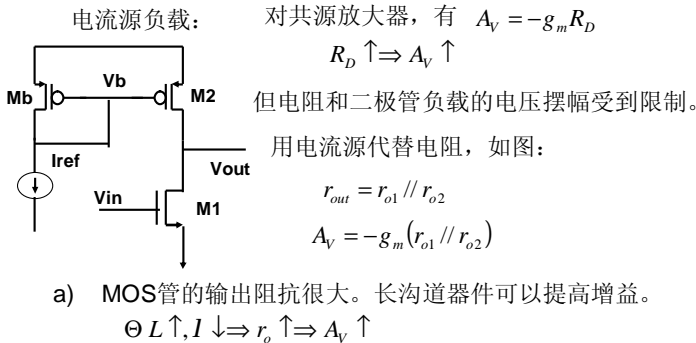 电流源负载：
对共源放大器，有 A_V = -g_m R_D
R_D ↑⇒ A_V ↑
但电阻和二极管负载的电压摆幅受到限制。
用电流源代替电阻，如图：
r_out = r_o1 // r_o2
A_V = -g_m(r_o1 // r_o2)
Mb
Vb
M2
Iref
Vout
Vin
M1
a) MOS管的输出阻抗很大。长沟道器件可以提高增益。
Θ L ↑, I ↓⇒ r_o ↑⇒ A_V ↑